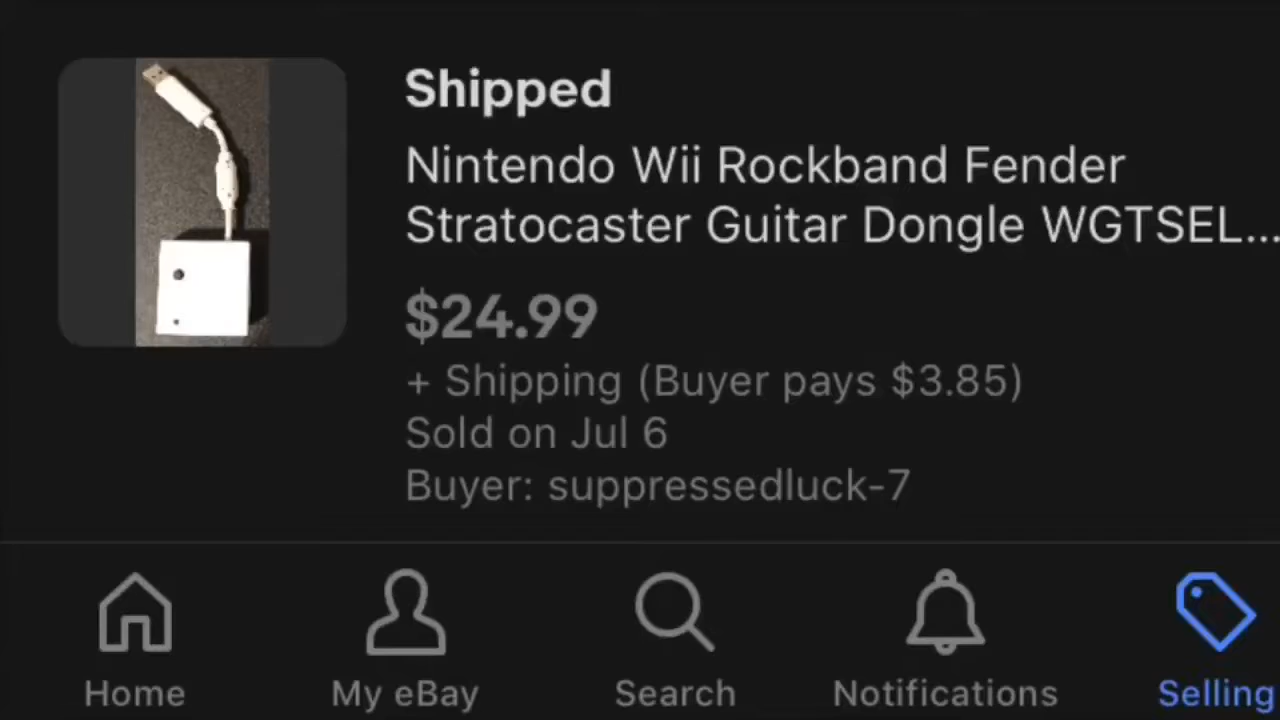 Shipped
Nintendo Wii Rockband Fender
Stratocaster Guitar Dongle WGTSEL...
$24.99
+ Shipping (Buyer pays $3.85)
Sold on Jul 6
Buyer: suppressedluck-7
Home
My eBay
Search
Notifications
Selling